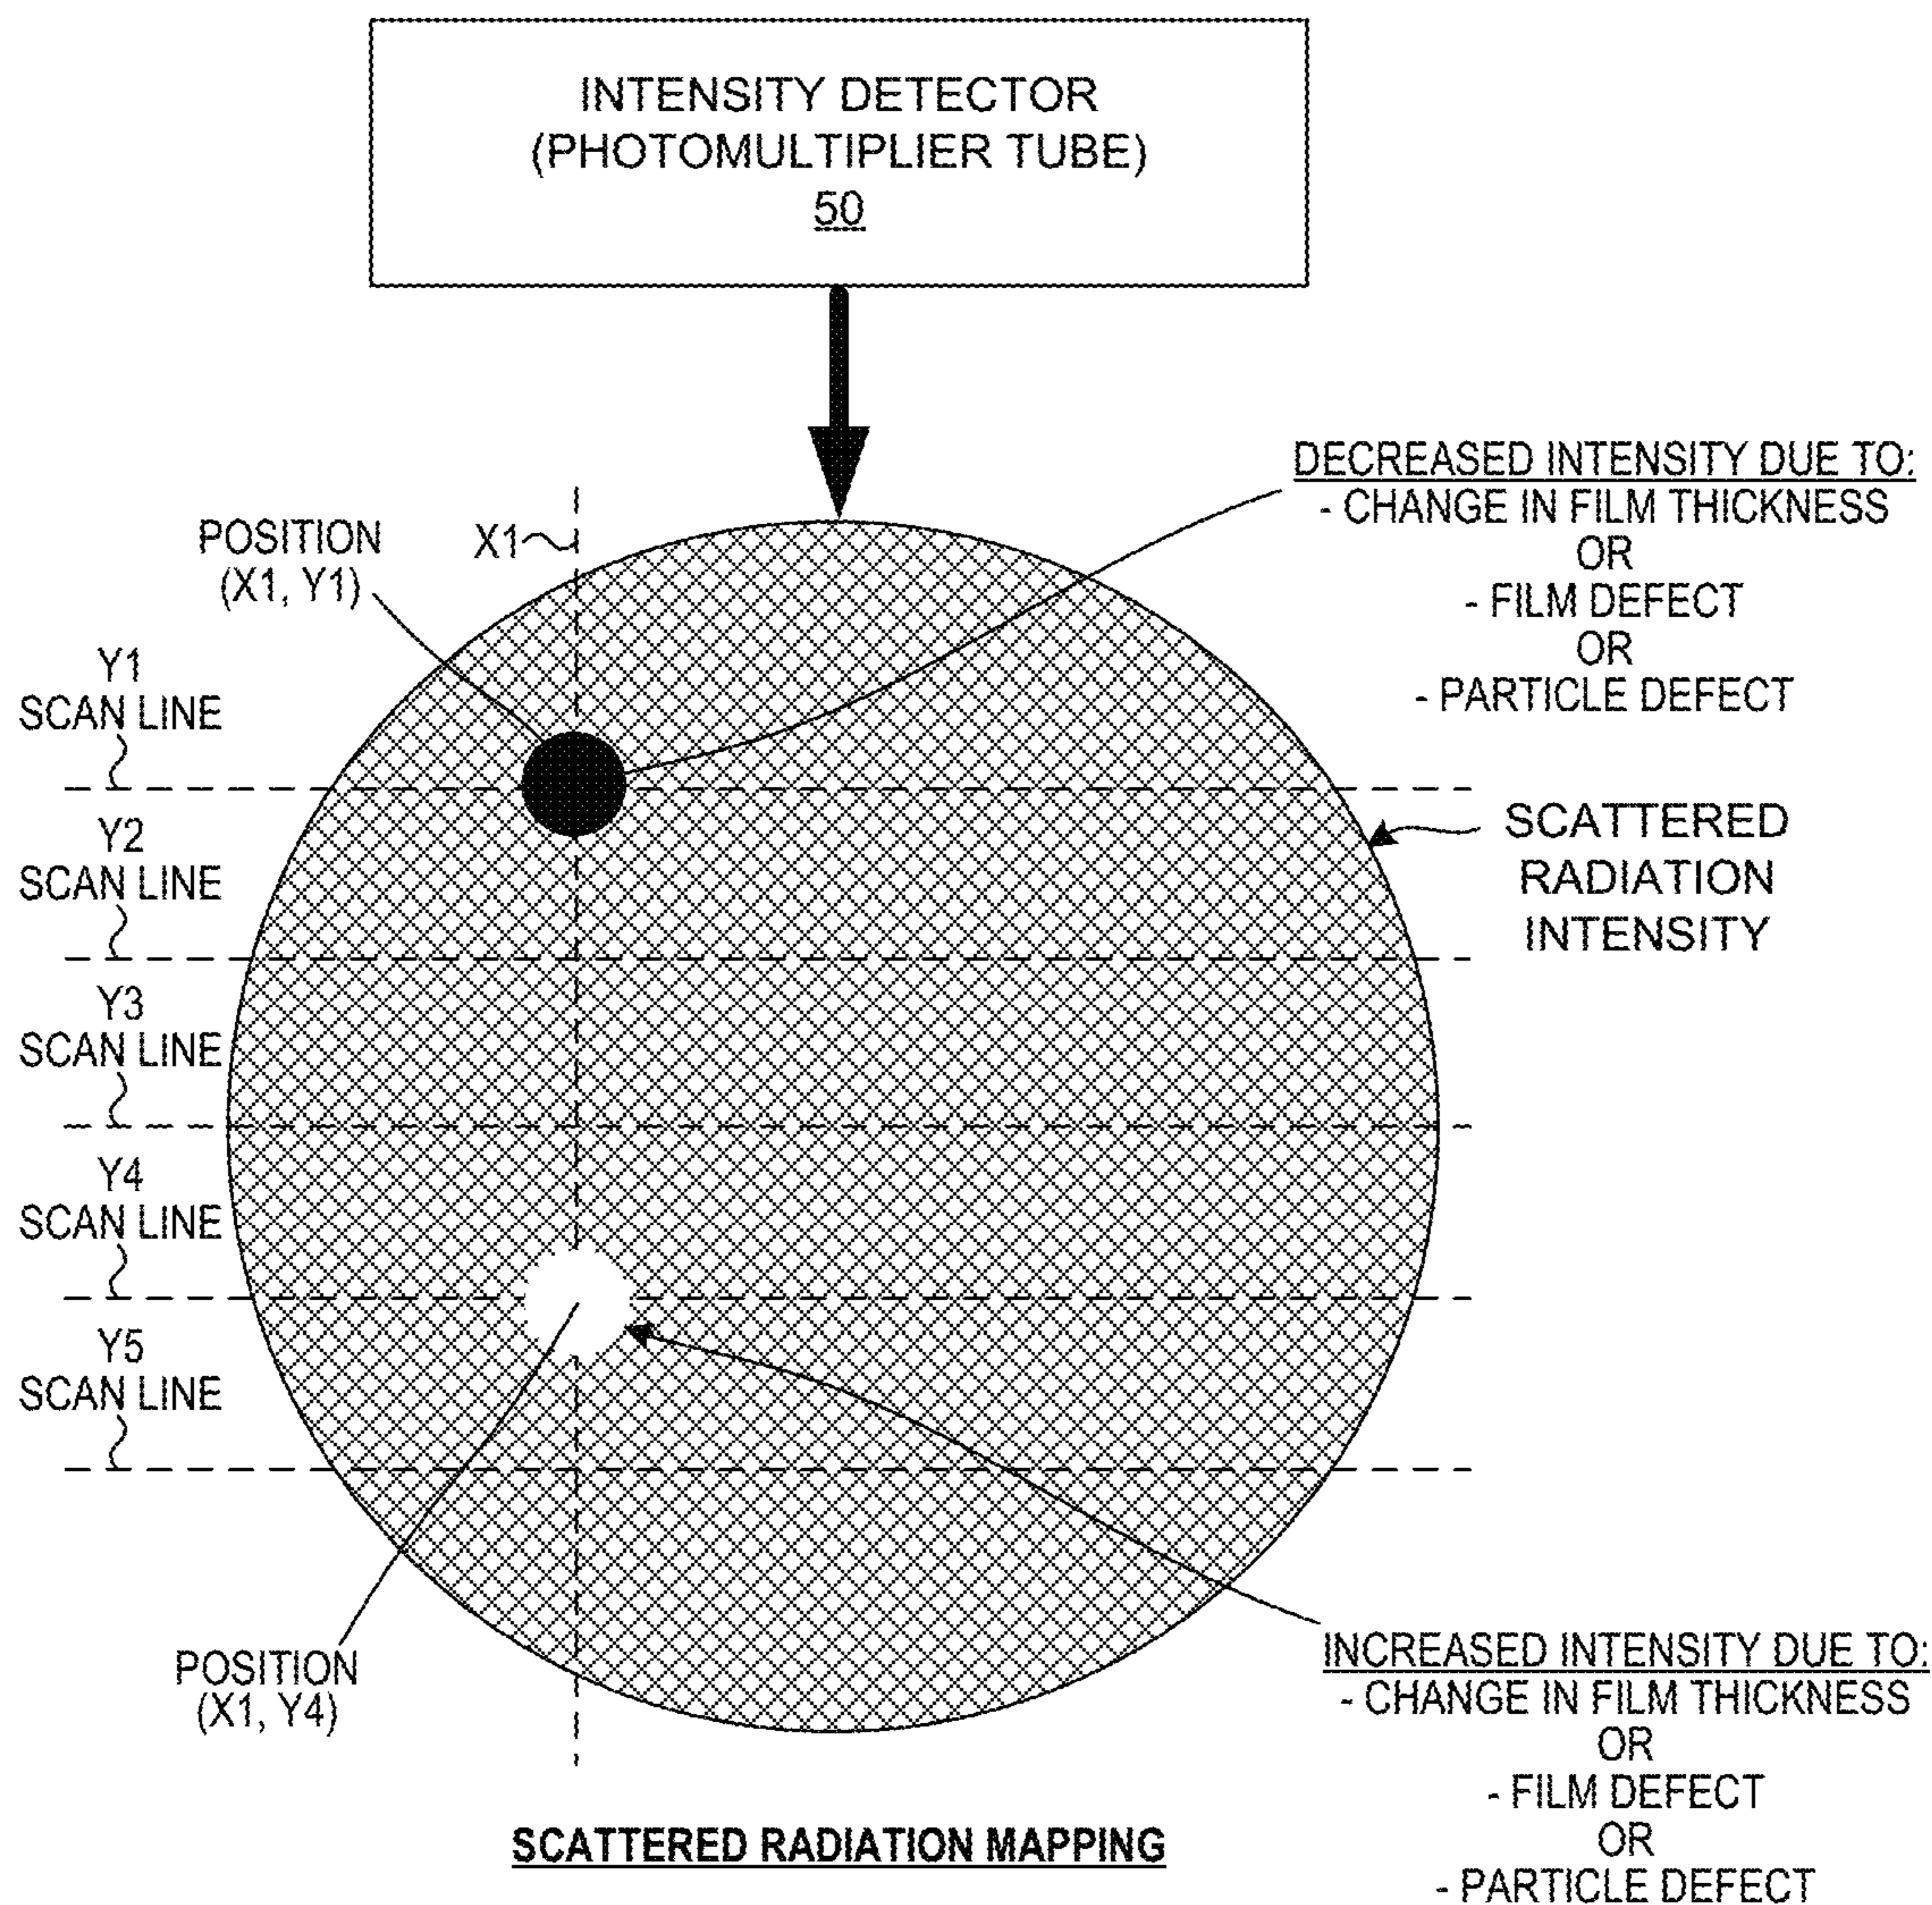 INTENSITY DETECTOR
(PHOTOMULTIPLIER TUBE)
50
DECREASED INTENSITY DUE TO:
- CHANGE IN FILM THICKNESS
OR
- FILM DEFECT
OR
- PARTICLE DEFECT
POSITION
(X1, Y1)
X1
Y1
SCAN LINE
Y2
SCAN LINE
SCATTERED
RADIATION
INTENSITY
Y3
SCAN LINE
Y4
SCAN LINE
Y5
SCAN LINE
POSITION
(X1, Y4)
INCREASED INTENSITY DUE TO:
- CHANGE IN FILM THICKNESS
OR
- FILM DEFECT
OR
- PARTICLE DEFECT
SCATTERED RADIATION MAPPING